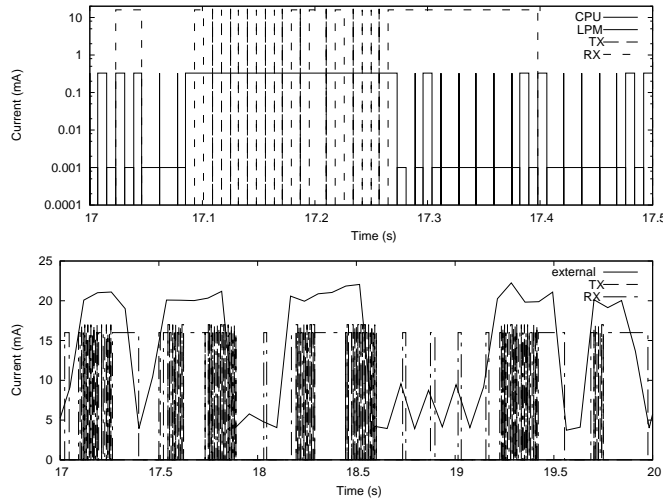 10
1
0.1
0.01
0.001
0.0001
17
17.1
17.2
17.3
17.4
17.5
Current (mA)
Time (s)
CPU
LPM
TX
RX
25
20
15
10
5
0
17
17.5
18
18.5
19
19.5
20
Current (mA)
Time (s)
external
TX
RX